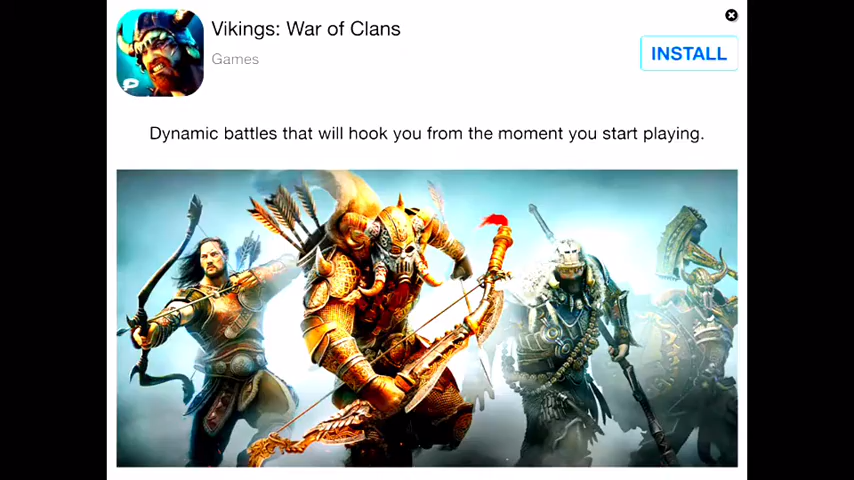 Vikings: War of Clans
Games
INSTALL
Dynamic battles that will hook you from the moment you start playing.